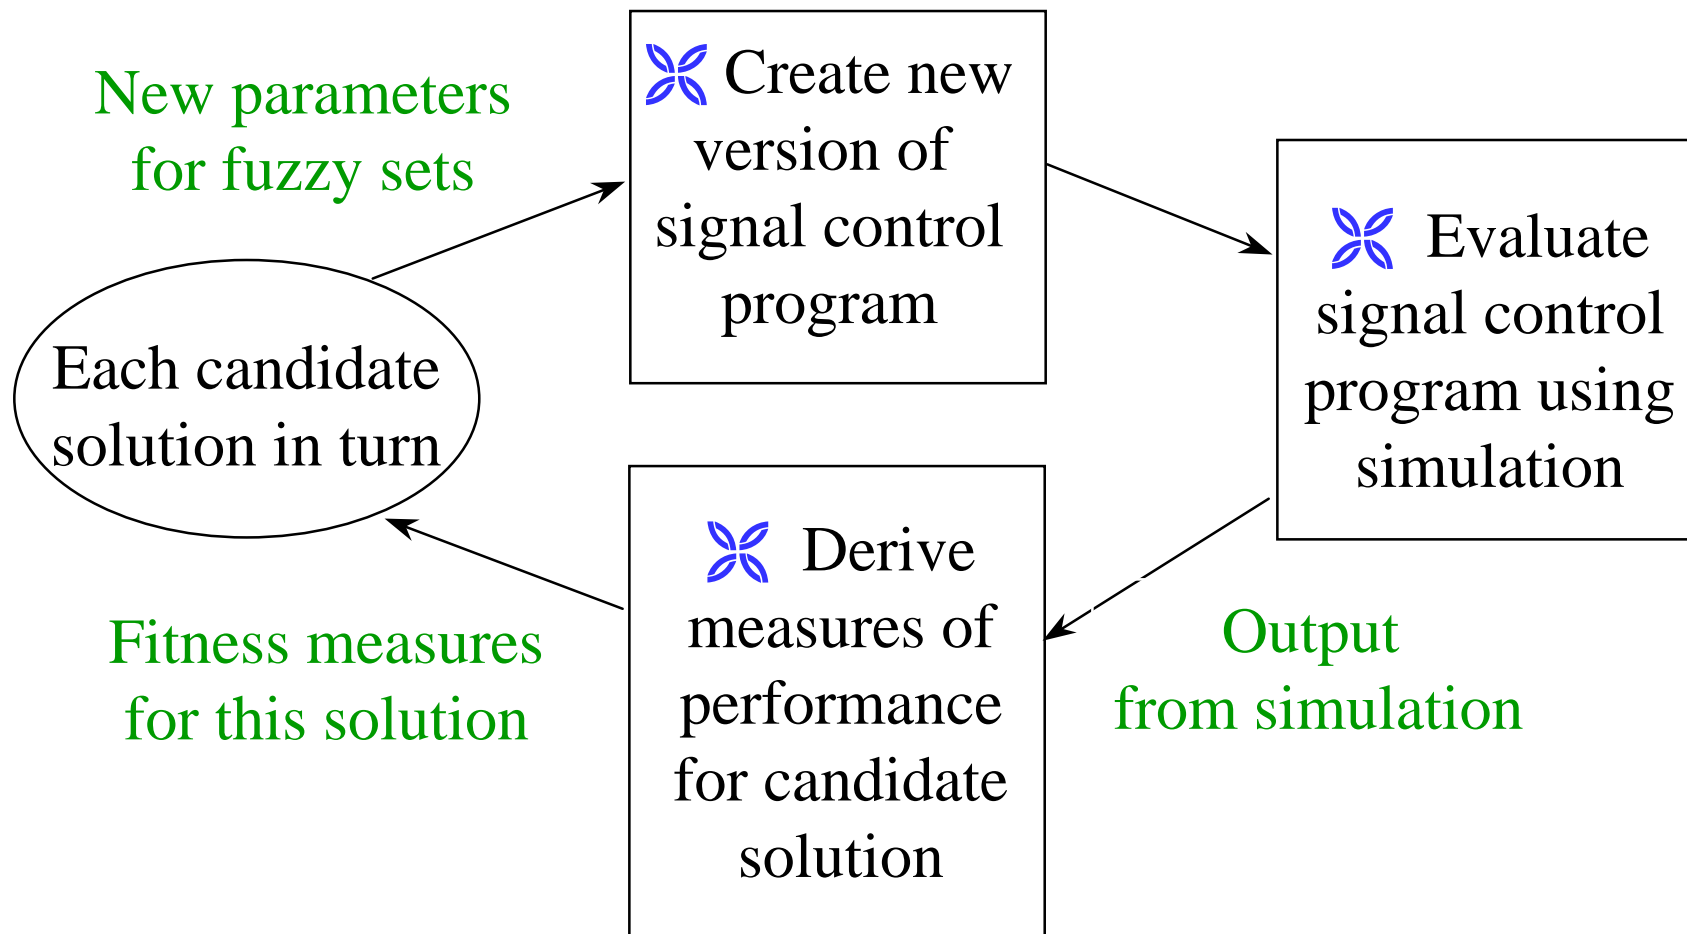 New parameters
for fuzzy sets
Create new
version of
signal control
program
Evaluate
signal control
program using
simulation
Each candidate
solution in turn
Derive
measures of
performance
for candidate
solution
Output
from simulation
Fitness measures
for this solution